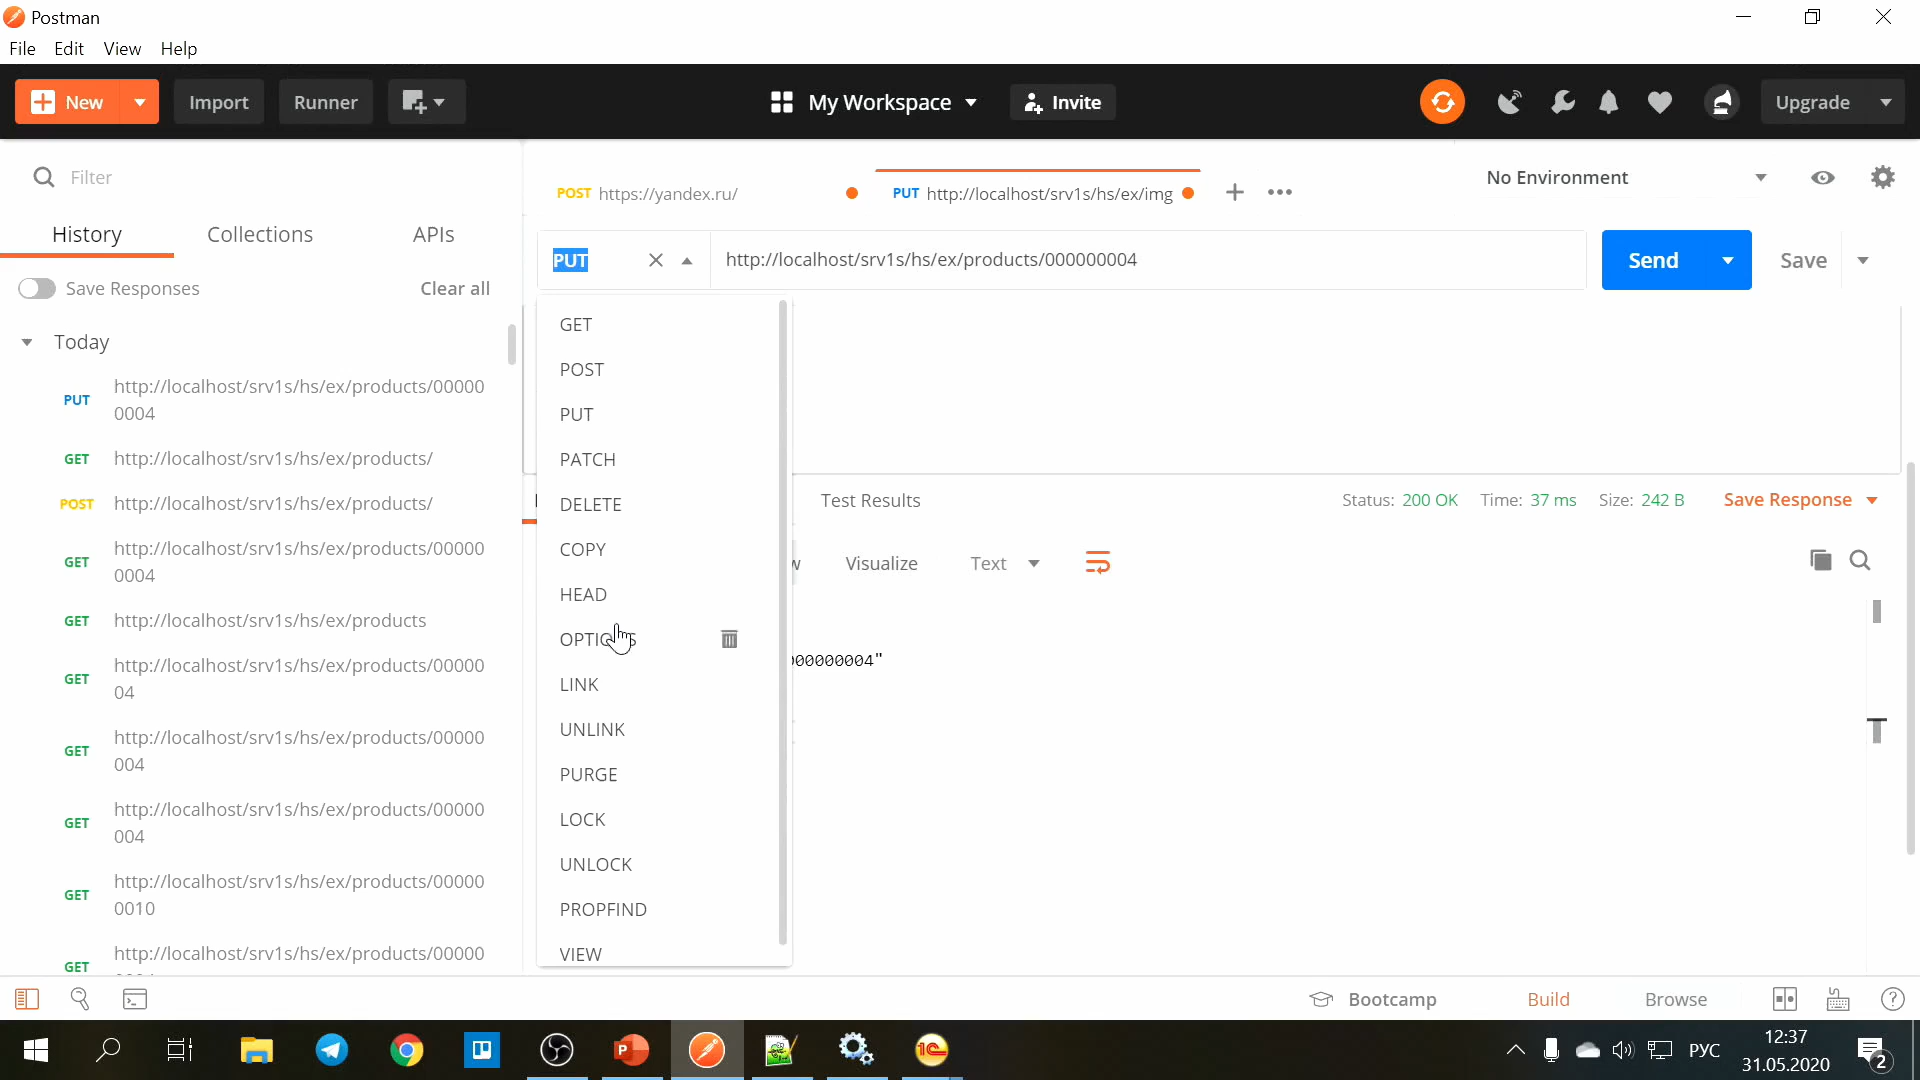 Postman
File Edit View Help
New Import Runner My Workspace Invite Upgrade
Filter
History Collections APIs
Save Responses Clear all
Today
PUT http://localhost/srv1s/hs/ex/products/00000
0004
GET http://localhost/srv1s/hs/ex/products/
POST http://localhost/srv1s/hs/ex/products/
GET http://localhost/srv1s/hs/ex/products/00000
0004
GET http://localhost/srv1s/hs/ex/products
GET http://localhost/srv1s/hs/ex/products/00000
04
GET http://localhost/srv1s/hs/ex/products/00000
004
GET http://localhost/srv1s/hs/ex/products/00000
004
GET http://localhost/srv1s/hs/ex/products/00000
0010
GET http://localhost/srv1s/hs/ex/products/00000
POST https://yandex.ru/ PUT http://localhost/srv1s/hs/ex/img
No Environment
PUT http://localhost/srv1s/hs/ex/products/000000004 Send Save
GET
POST
PUT
PATCH
DELETE
COPY
HEAD
OPTIONS
LINK
UNLINK
PURGE
LOCK
UNLOCK
PROPFIND
VIEW
Test Results Status: 200 OK Time: 37 ms Size: 242 B Save Response
Visualize Text
000000004"
Bootcamp Build Browse
РУС 12:37
31.05.2020
2